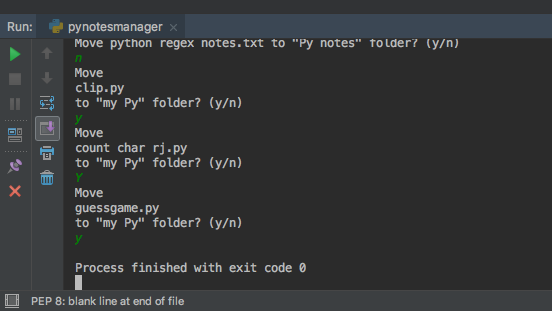 Run: pynotesmanager
Move python regex notes.txt to "Py notes" folder? (y/n)
n
Move
clip.py
to "my Py" folder? (y/n)
y
Move
count char rj.py
to "my Py" folder? (y/n)
Y
Move
guessgame.py
to "my Py" folder? (y/n)
y
Process finished with exit code 0
PEP 8: blank line at end of file